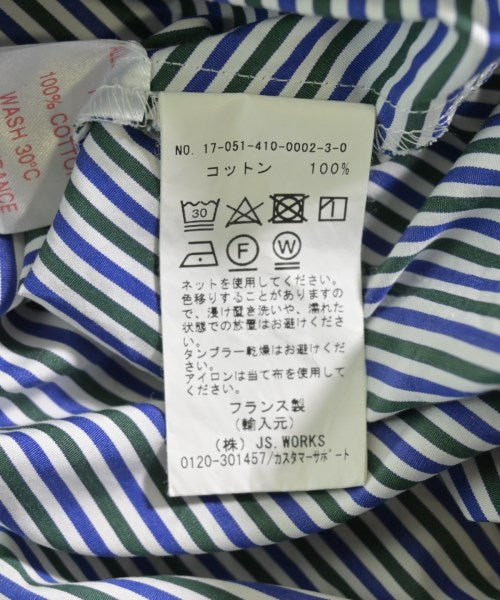 100% COTTON
WASH 30°C
NO. 17-051-410-0002-3-0
コットン 100%
30
F
W
ネットを使用してください。
色移りすることがありますの
で、浸け置き洗いや、濡れた
状態での放置はお避けくださ
い。
タンブラー乾燥はお避けください。
アイロンは当て布を使用してください。
フランス製
(輸入元)
(株) JS.WORKS
0120-301457/カスタマーサポート